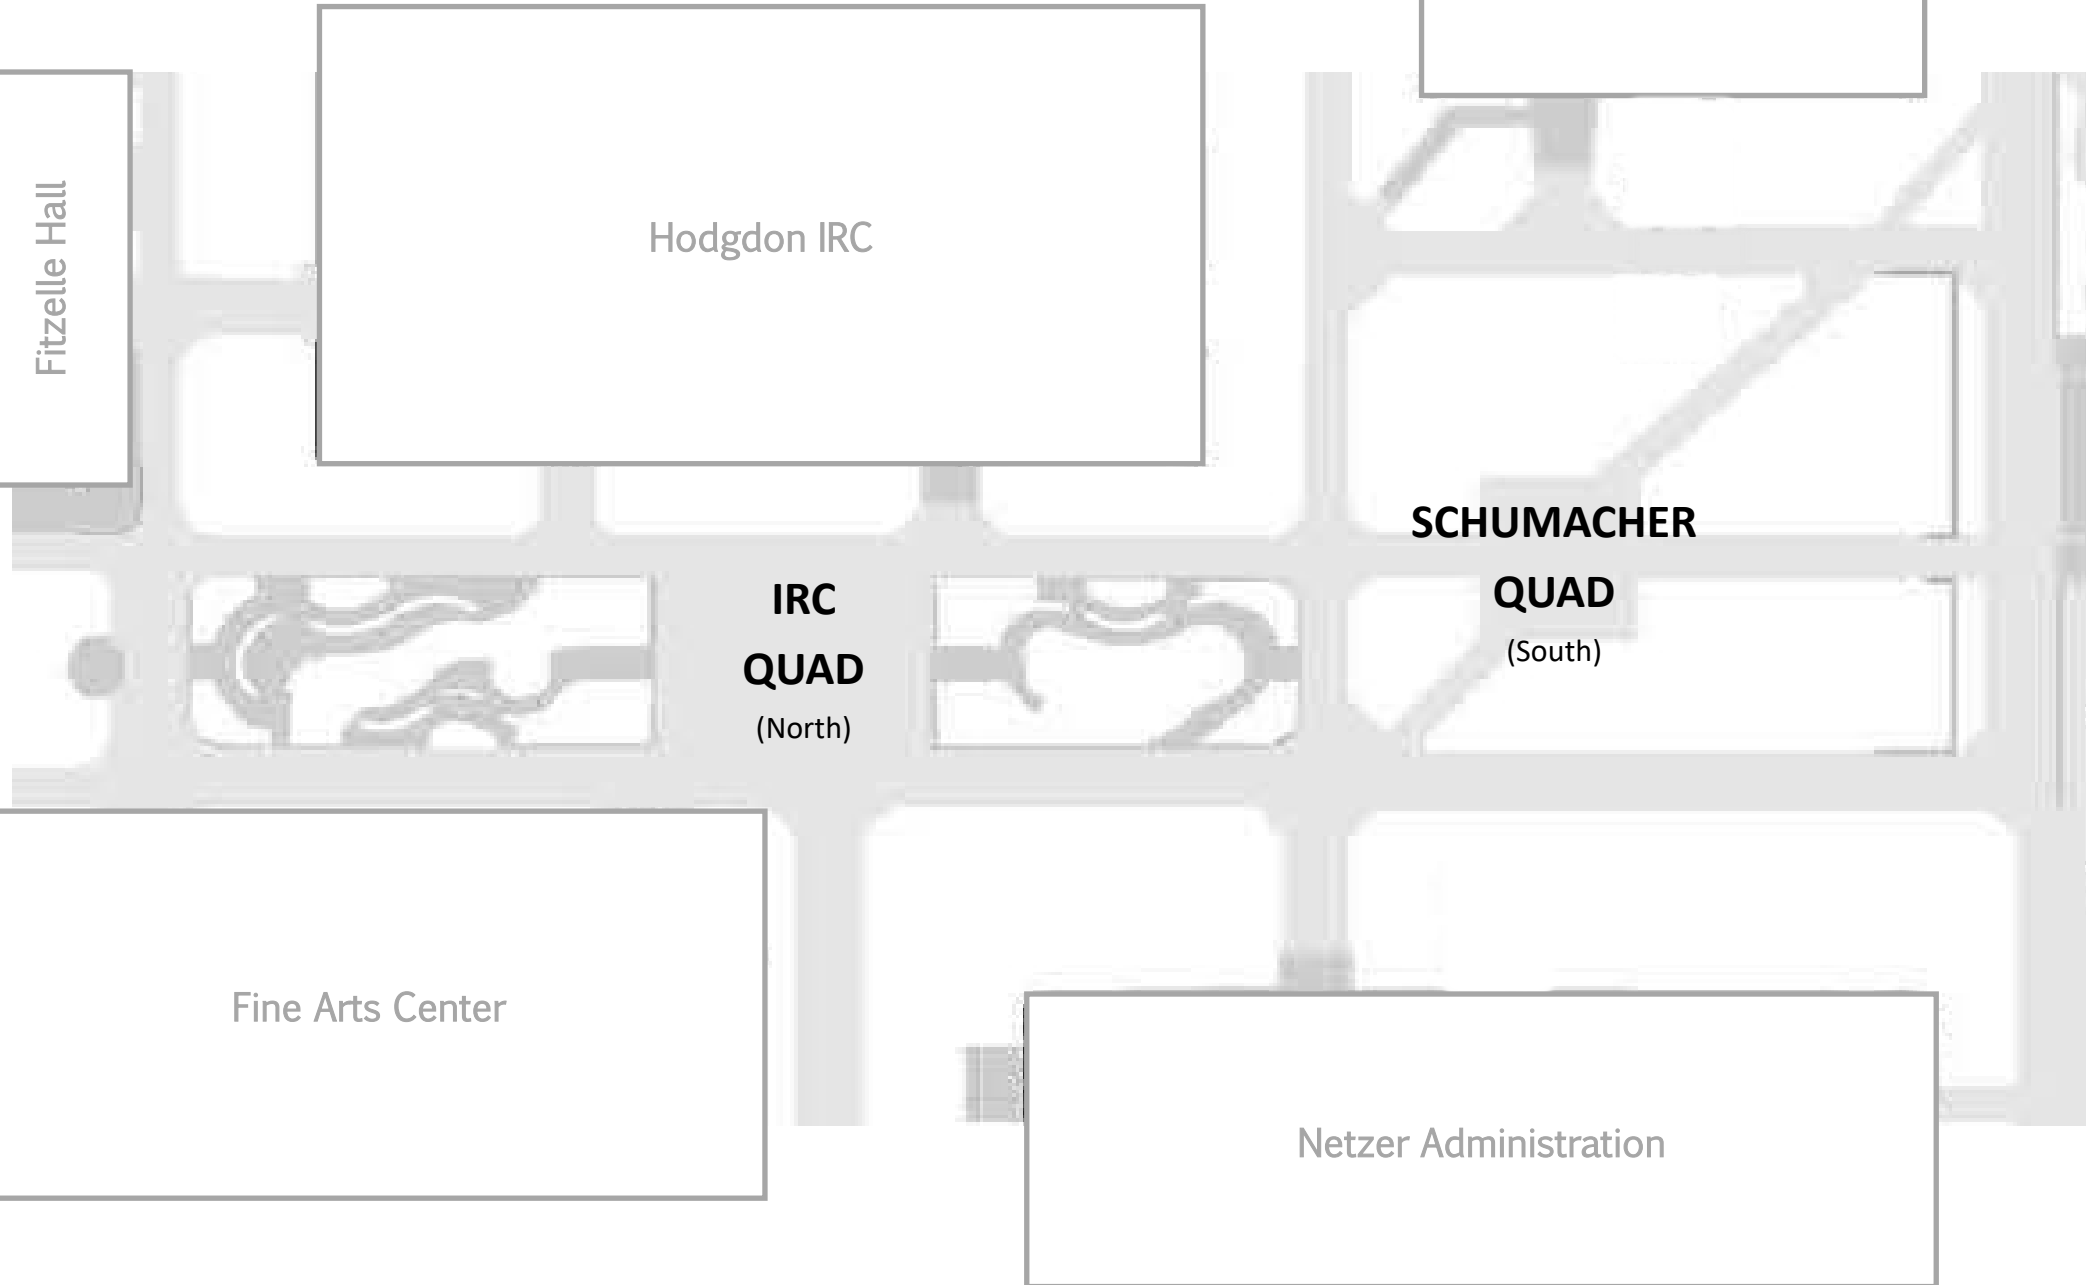 Fitzelle Hall
Hodgdon IRC
IRC
QUAD
(North)
SCHUMACHER
QUAD
(South)
Fine Arts Center
Netzer Administration